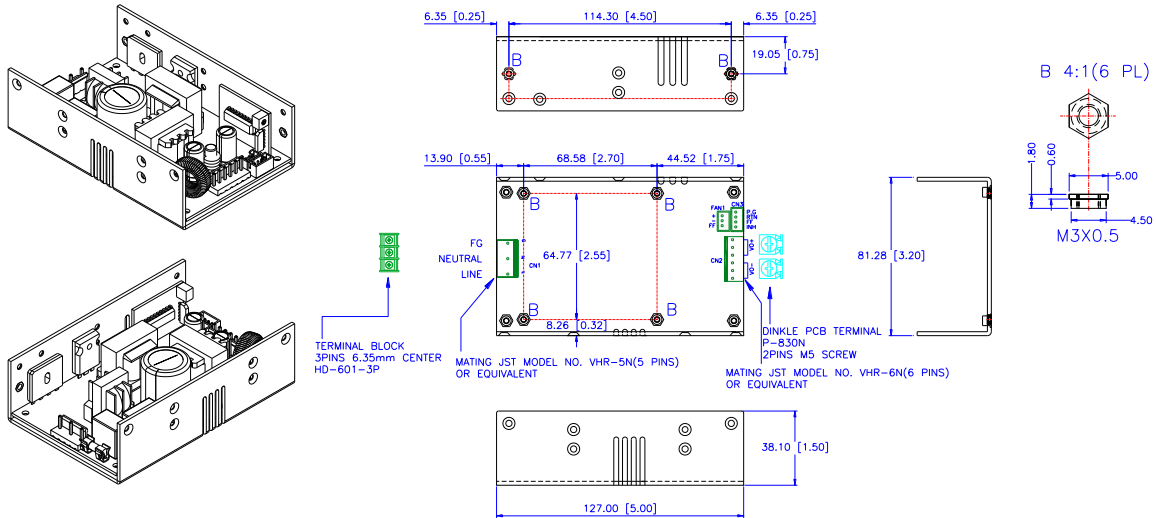 6.35 [0.25]
114.30 [4.50]
6.35 [0.25]
19.05 [0.75]
B
B
B 4:1(6 PL)
1.80
0.60
5.00
4.50
M3X0.5
13.90 [0.55]
68.58 [2.70]
44.52 [1.75]
B
B
FAN1
CN3
+
-
FF
INH
FG
NEUTRAL
LINE
CN1
64.77 [2.55]
CN2
VO+
VO-
81.28 [3.20]
B
B
8.26 [0.32]
TERMINAL BLOCK
3PINS 6.35mm CENTER
HD-601-3P
MATING JST MODEL NO. VHR-5N(5 PINS)
OR EQUIVALENT
DINKLE PCB TERMINAL
P-830N
2PINS M5 SCREW
MATING JST MODEL NO. VHR-6N(6 PINS)
OR EQUIVALENT
38.10 [1.50]
127.00 [5.00]